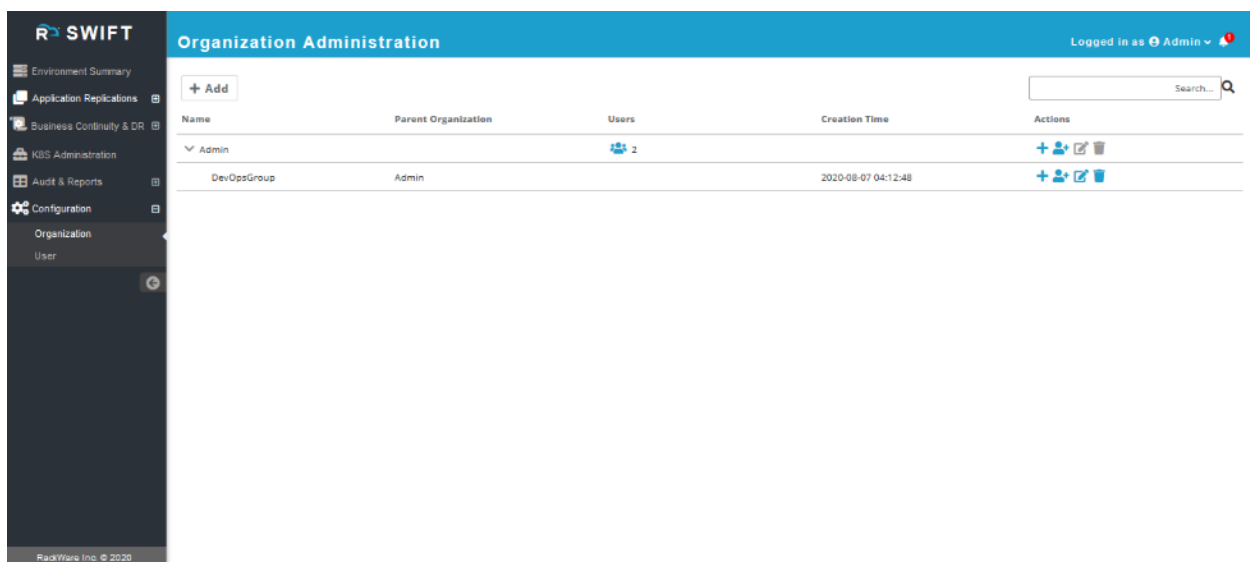 SWIFT
Organization Administration
Logged in as Admin
1
Environment Summary
Application Replications
Business Continuity & DR
K8S Administration
Audit & Reports
Configuration
Organization
User
RackWare Inc. © 2020
+ Add
Search...
Name Parent Organization Users Creation Time Actions
Admin 2
DevOpsGroup Admin 2020-08-07 04:12:48